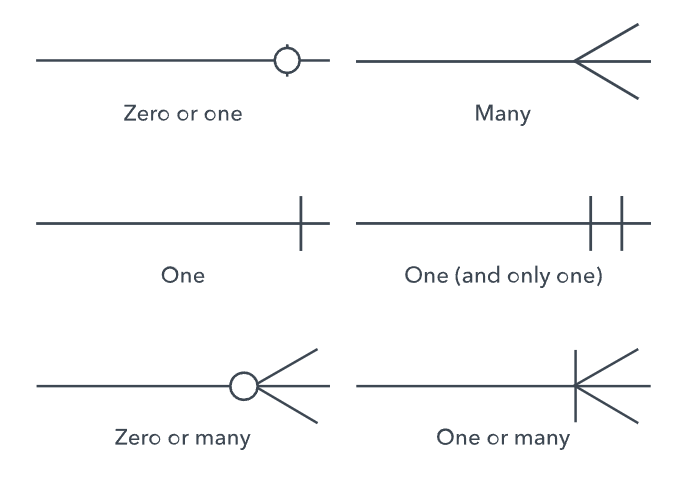 Zero or one
Many
One
One (and only one)
Zero or many
One or many